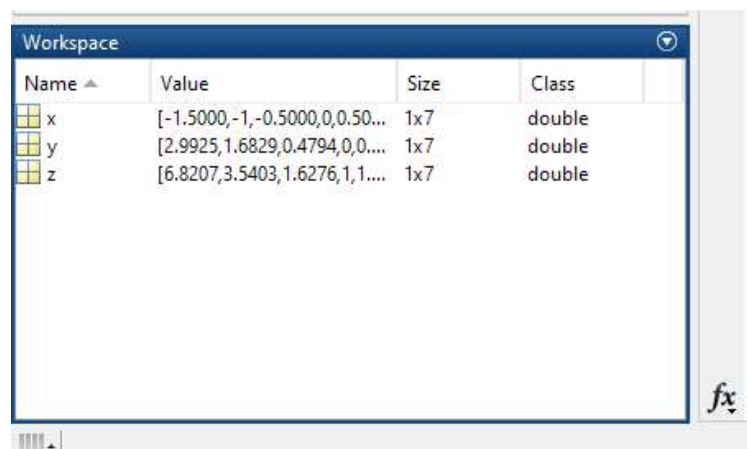 Workspace
Name Value Size Class
x [-1.5000,-1,-0.5000,0,0.50... 1x7 double
y [2.9925,1.6829,0.4794,0,0.... 1x7 double
z [6.8207,3.5403,1.6276,1,1.... 1x7 double
fx